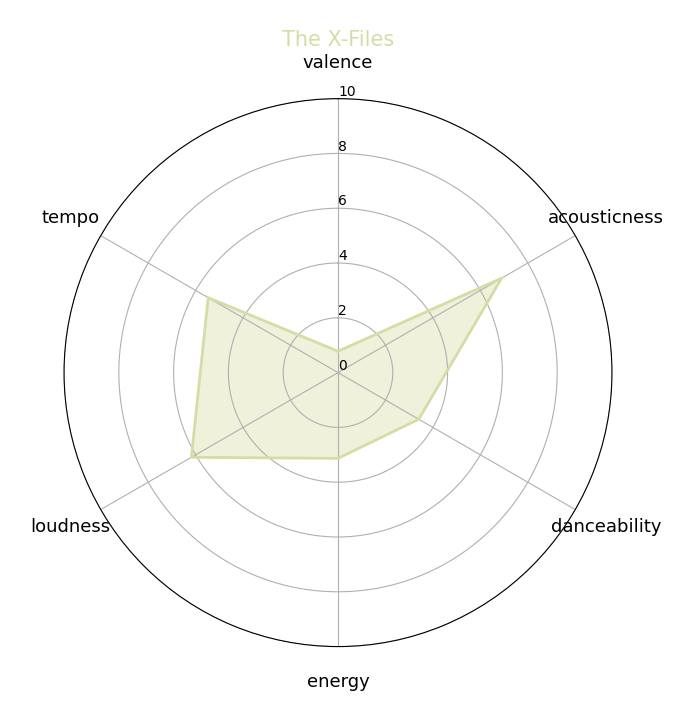 The X-Files
valence
10
8
6
4
2
0
acousticness
tempo
loudness
danceability
energy